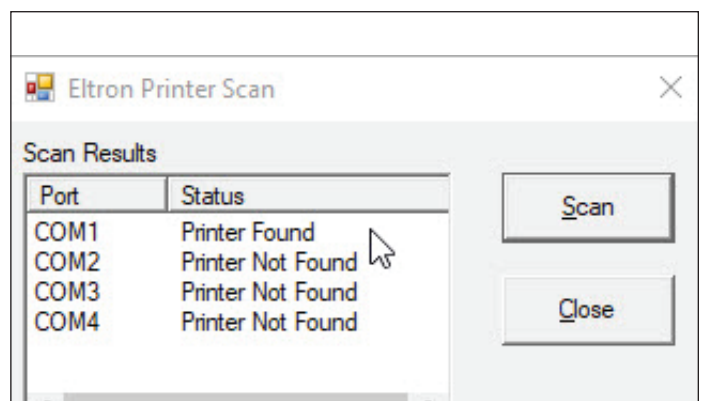 Eltron Printer Scan
Scan Results
Port Status
COM1 Printer Found
COM2 Printer Not Found
COM3 Printer Not Found
COM4 Printer Not Found
Scan
Close